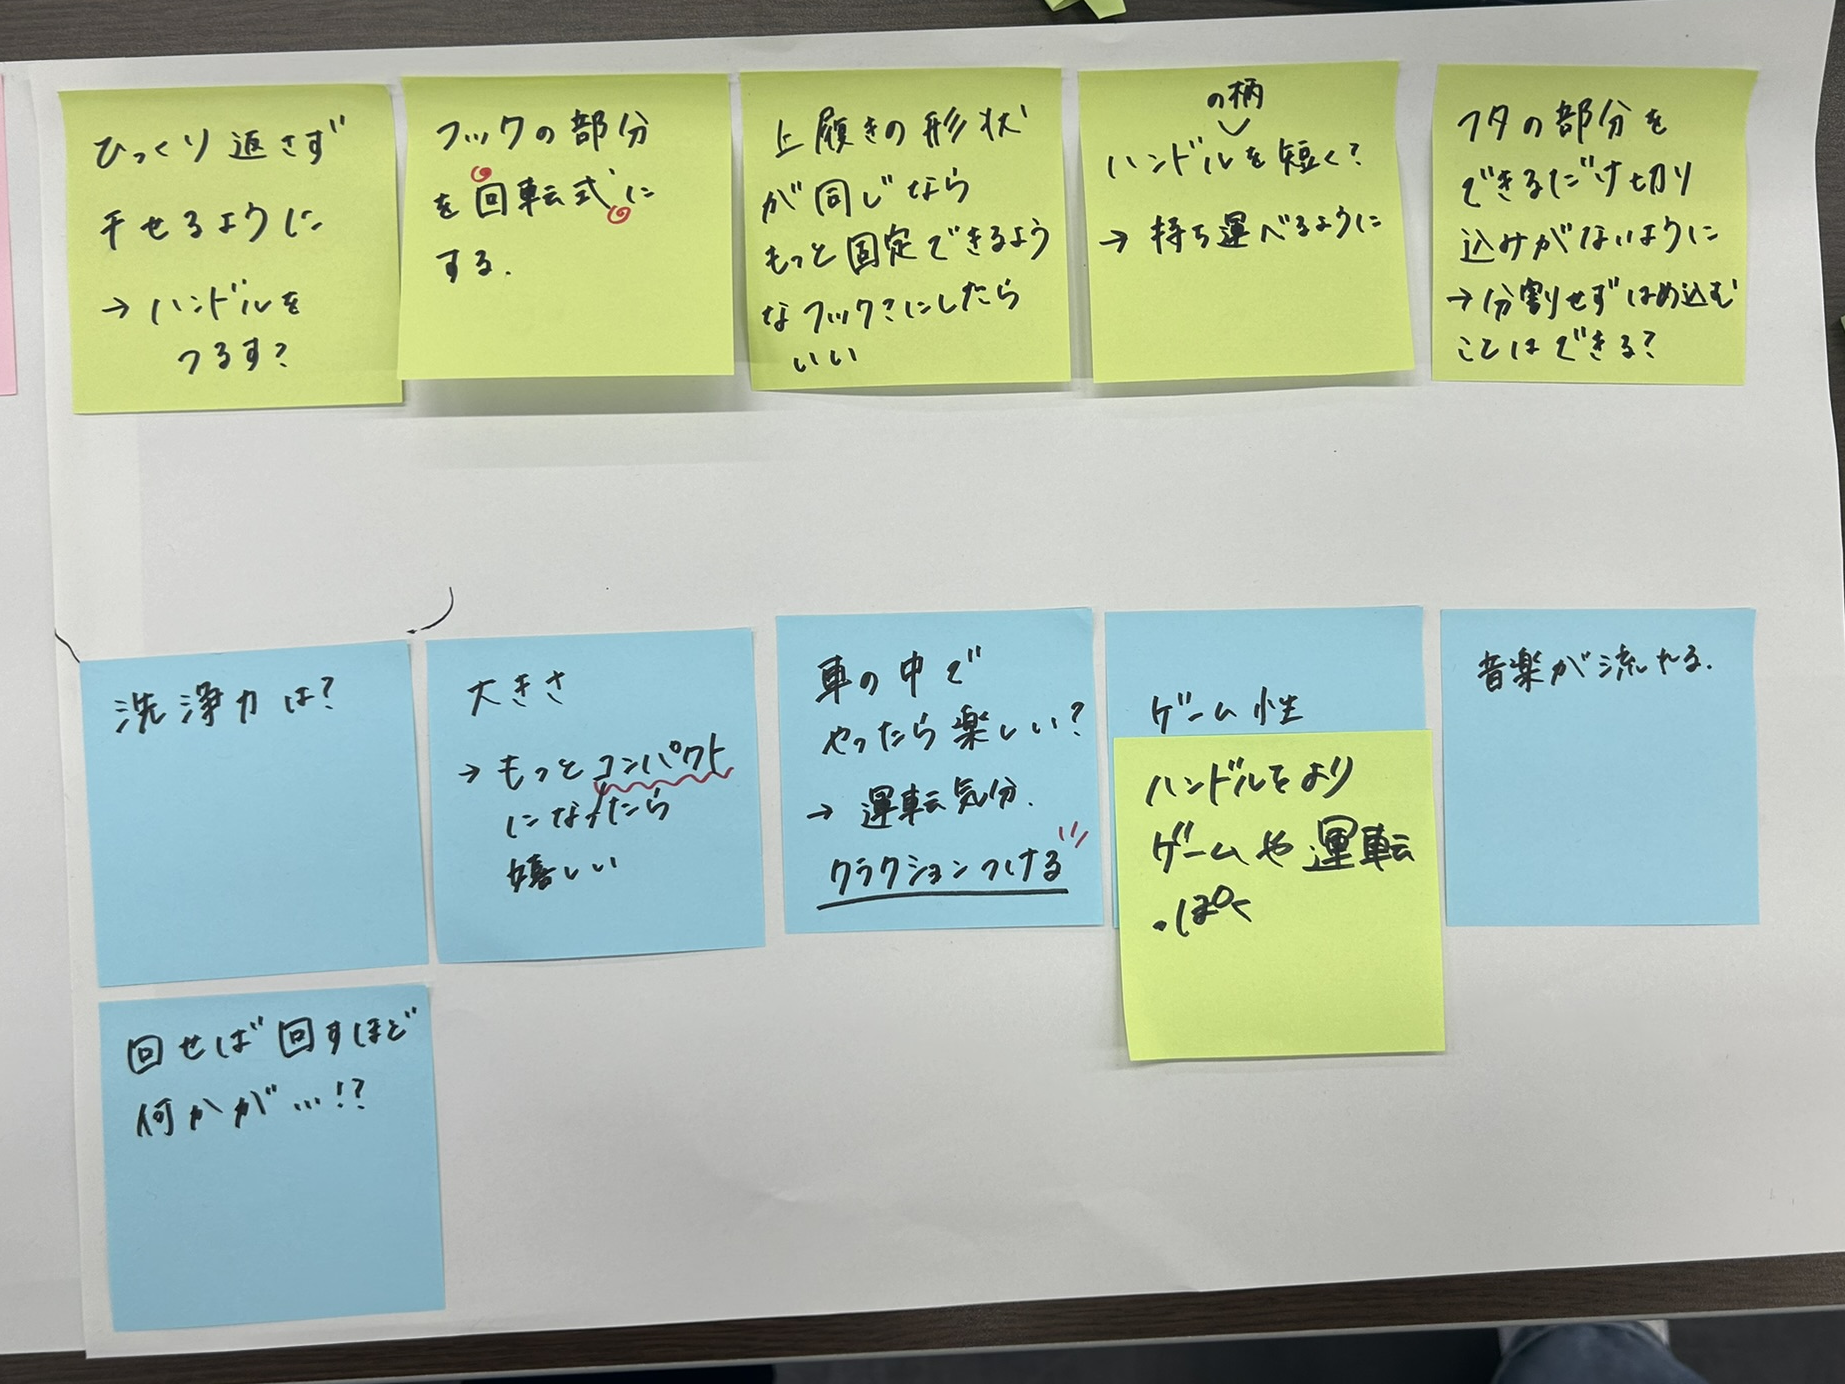 ひっくり返さず
干せるように
→ ハンドルを
つるす?
フックの部分
を回転式に
する.
上履きの形状
が同じなら
もっと固定できるよう
なフック?にしたら
いい
の柄
ハンドルを短く?
→ 持ち運べるように
フタの部分を
できるだけ切り
込みがないように
→分割せずはめ込む
ことはできる?
洗浄力は?
大きさ
→ もっとコンパクト
になったら
嬉しい
車の中で
やったら楽しい?
→ 運転気分.
クラクションつける
ゲーム性
ハンドルをより
ゲームや運転
っぽく
音楽が流れる.
回せば回すほど
何かが…!?